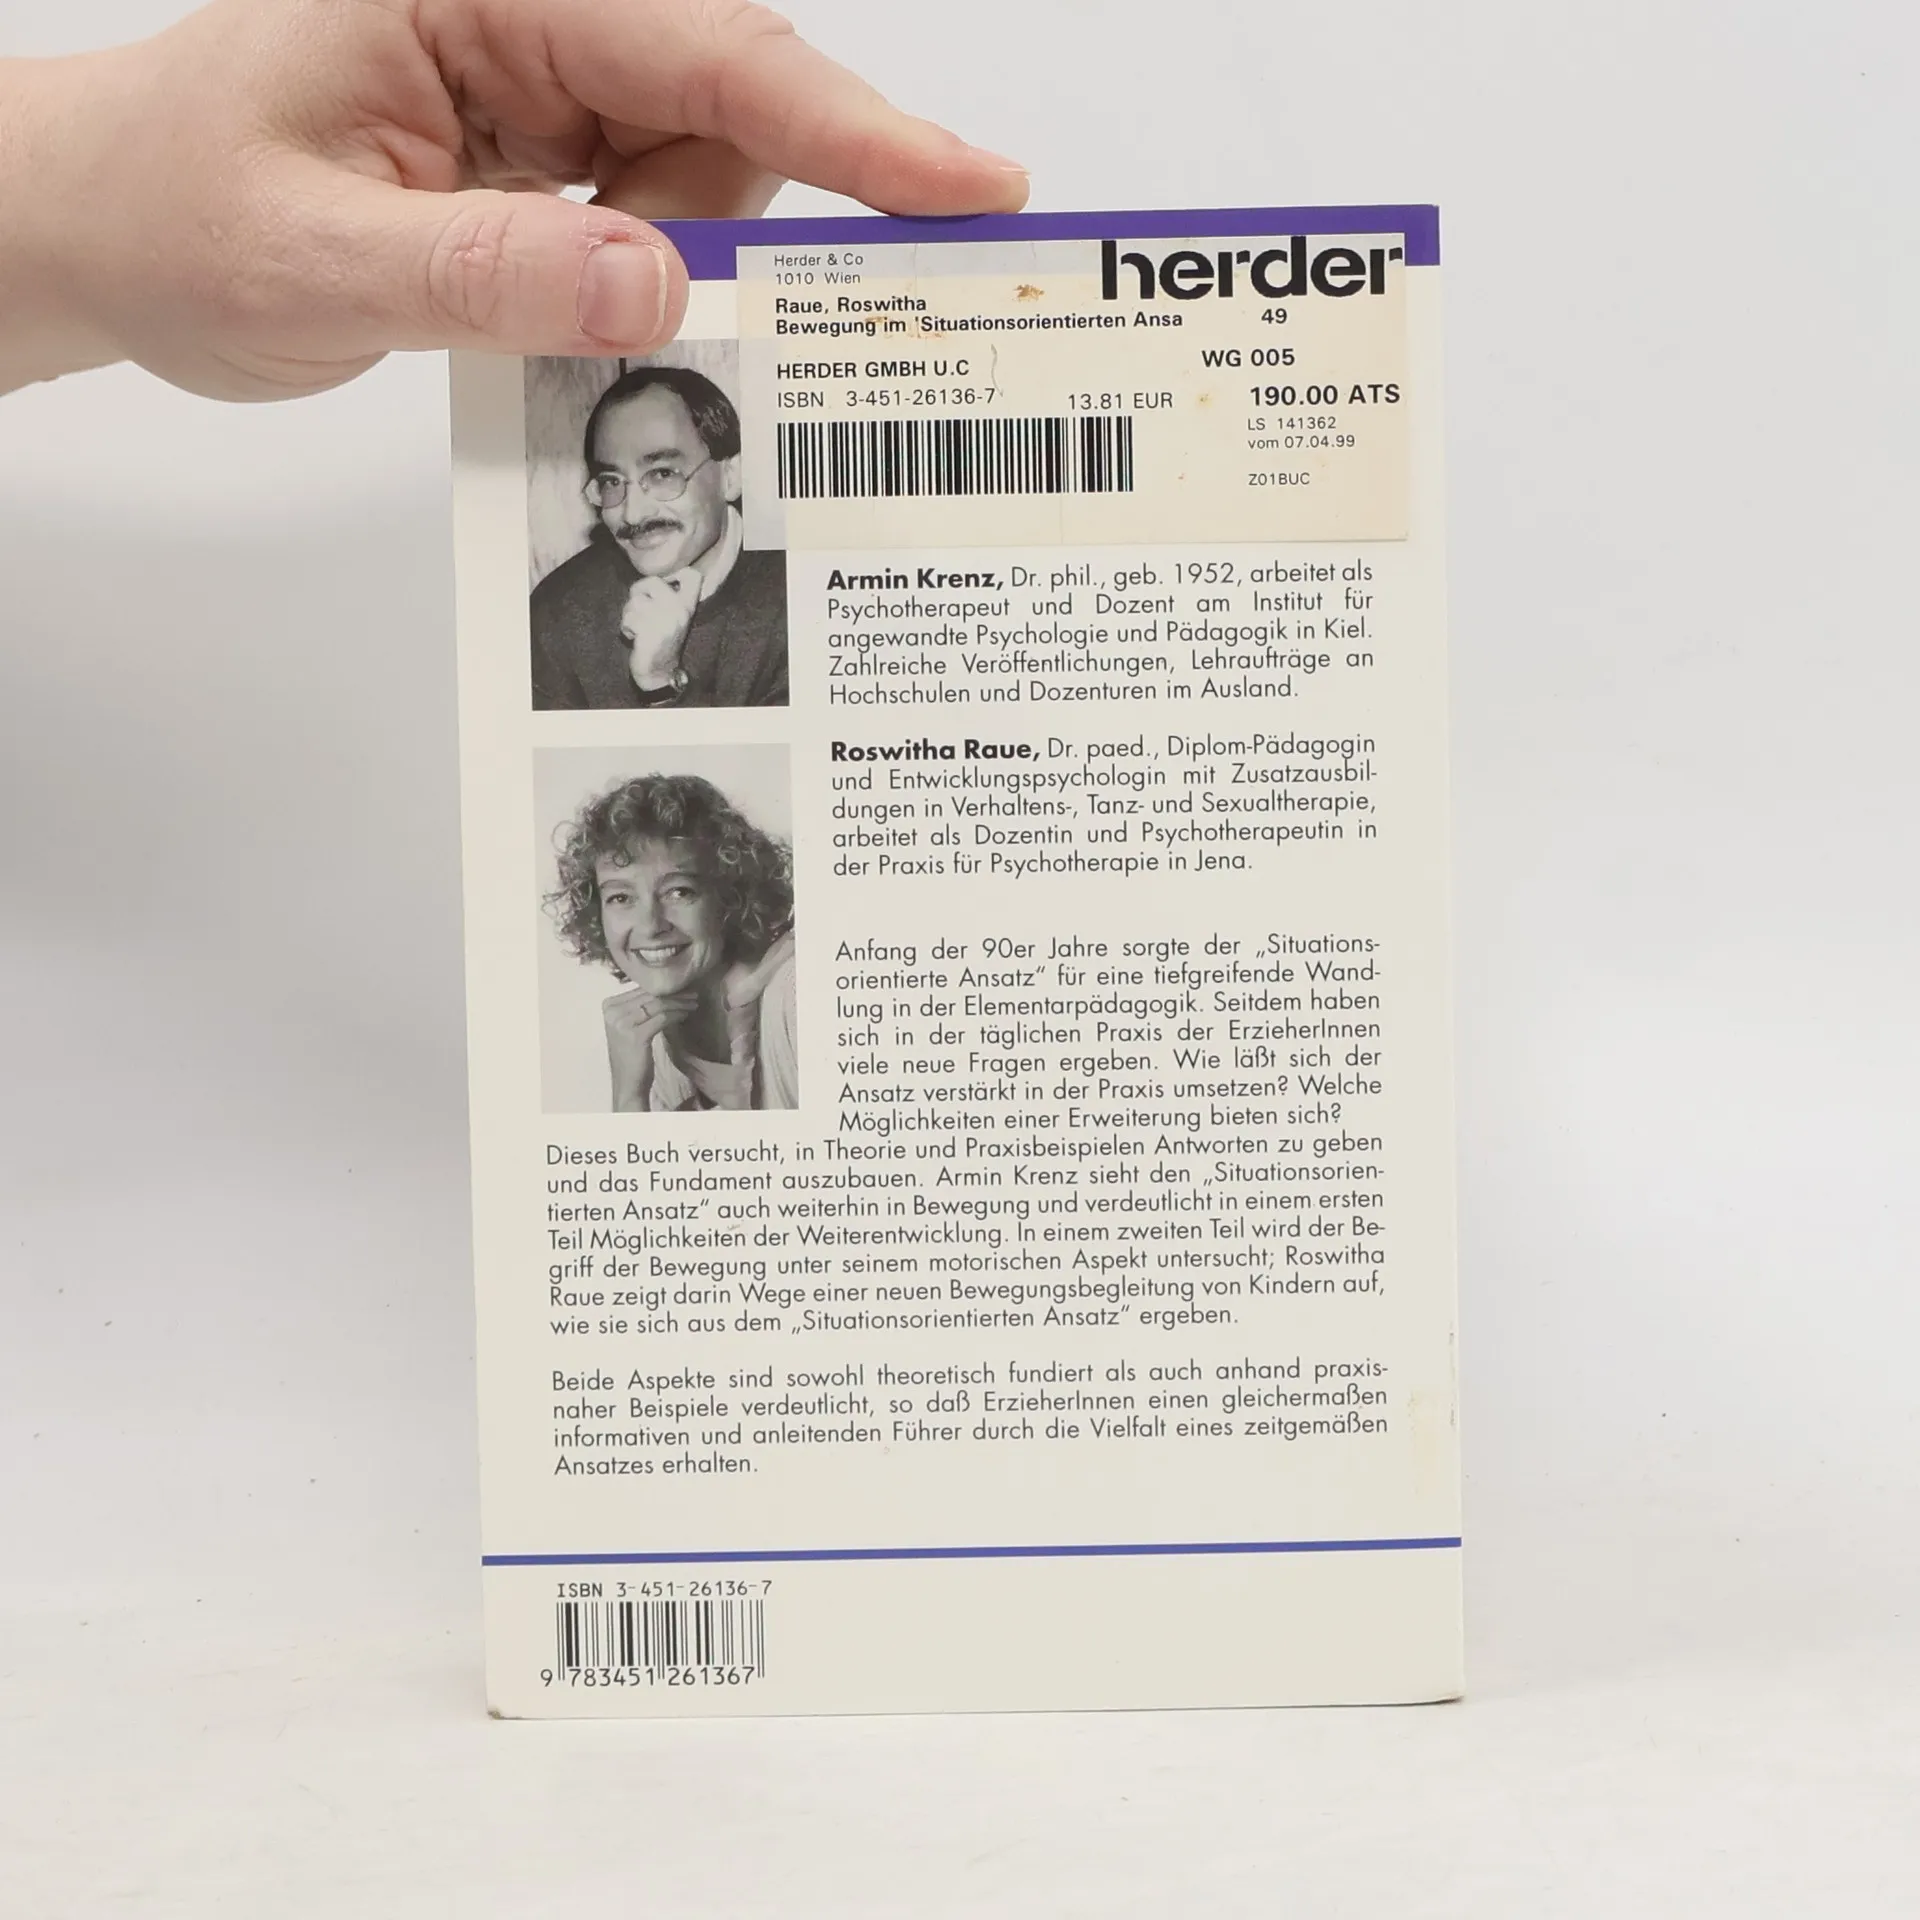 Herder & Co
1010 Wien
herder
Raue, Roswitha
Bewegung im 'Situationsorientierten Ansa
49
HERDER GMBH U.C
WG 005
ISBN 3-451-26136-7
13.81 EUR
190.00 ATS
LS 141362
vom 07.04.99
Z01BUC
Armin Krenz, Dr. phil., geb. 1952, arbeitet als
Psychotherapeut und Dozent am Institut für
angewandte Psychologie und Pädagogik in Kiel.
Zahlreiche Veröffentlichungen, Lehraufträge an
Hochschulen und Dozenturen im Ausland.
Roswitha Raue, Dr. paed., Diplom-Pädagogin
und Entwicklungspsychologin mit Zusatzausbil-
dungen in Verhaltens-, Tanz- und Sexualtherapie,
arbeitet als Dozentin und Psychotherapeutin in
der Praxis für Psychotherapie in Jena.
Anfang der 90er Jahre sorgte der „Situations-
orientierte Ansatz“ für eine tiefgreifende Wand-
lung in der Elementarpädagogik. Seitdem haben
sich in der täglichen Praxis der ErzieherInnen
viele neue Fragen ergeben. Wie läßt sich der
Ansatz verstärkt in der Praxis umsetzen? Welche
Möglichkeiten einer Erweiterung bieten sich?
Dieses Buch versucht, in Theorie und Praxisbeispielen Antworten zu geben
und das Fundament auszubauen. Armin Krenz sieht den „Situationsorien-
tierten Ansatz“ auch weiterhin in Bewegung und verdeutlicht in einem ersten
Teil Möglichkeiten der Weiterentwicklung. In einem zweiten Teil wird der Be-
griff der Bewegung unter seinem motorischen Aspekt untersucht; Roswitha
Raue zeigt darin Wege einer neuen Bewegungsbegleitung von Kindern auf,
wie sie sich aus dem „Situationsorientierten Ansatz“ ergeben.
Beide Aspekte sind sowohl theoretisch fundiert als auch anhand praxis-
naher Beispiele verdeutlicht, so daß ErzieherInnen einen gleichermaßen
informativen und anleitenden Führer durch die Vielfalt eines zeitgemäßen
Ansatzes erhalten.
ISBN 3-451-26136-7
9 783451 261367